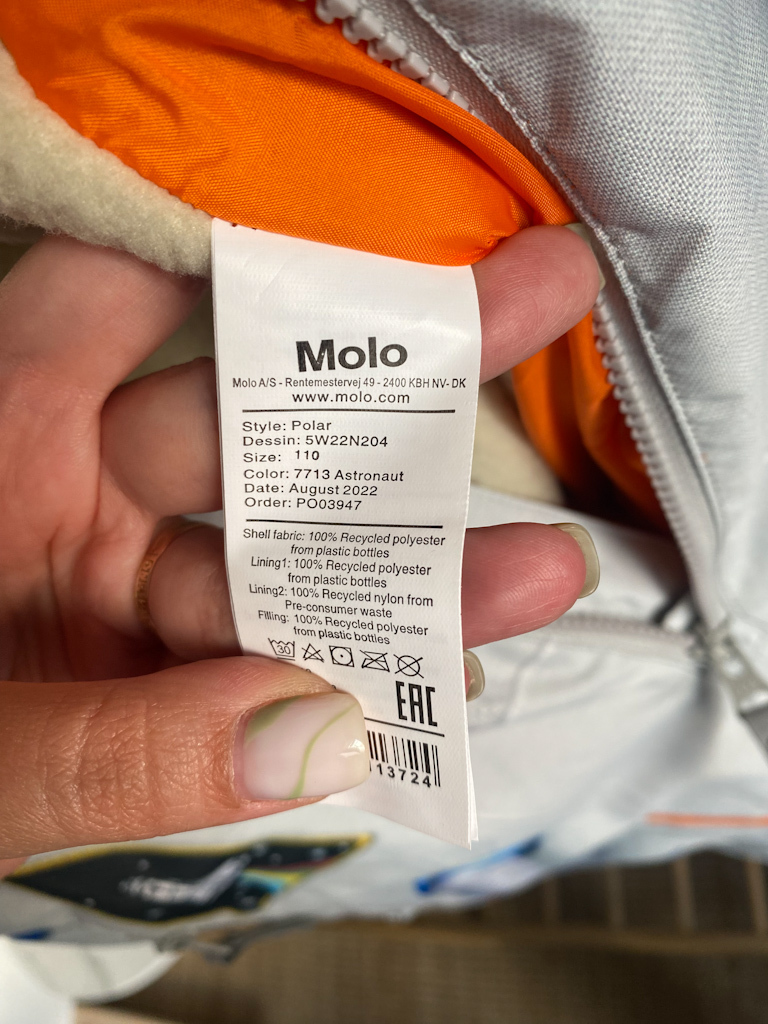 Molo
Molo A/S - Rentemestervej 49 - 2400 KBH NV- DK
www.molo.com
Style: Polar
Dessin: 5W22N204
Size: 110
Color: 7713 Astronaut
Date: August 2022
Order: PO03947
Shell fabric: 100% Recycled polyester
from plastic bottles
Lining1: 100% Recycled polyester
from plastic bottles
Lining2: 100% Recycled nylon from
Pre-consumer waste
Filling: 100% Recycled polyester
from plastic bottles
30
EAC
13724